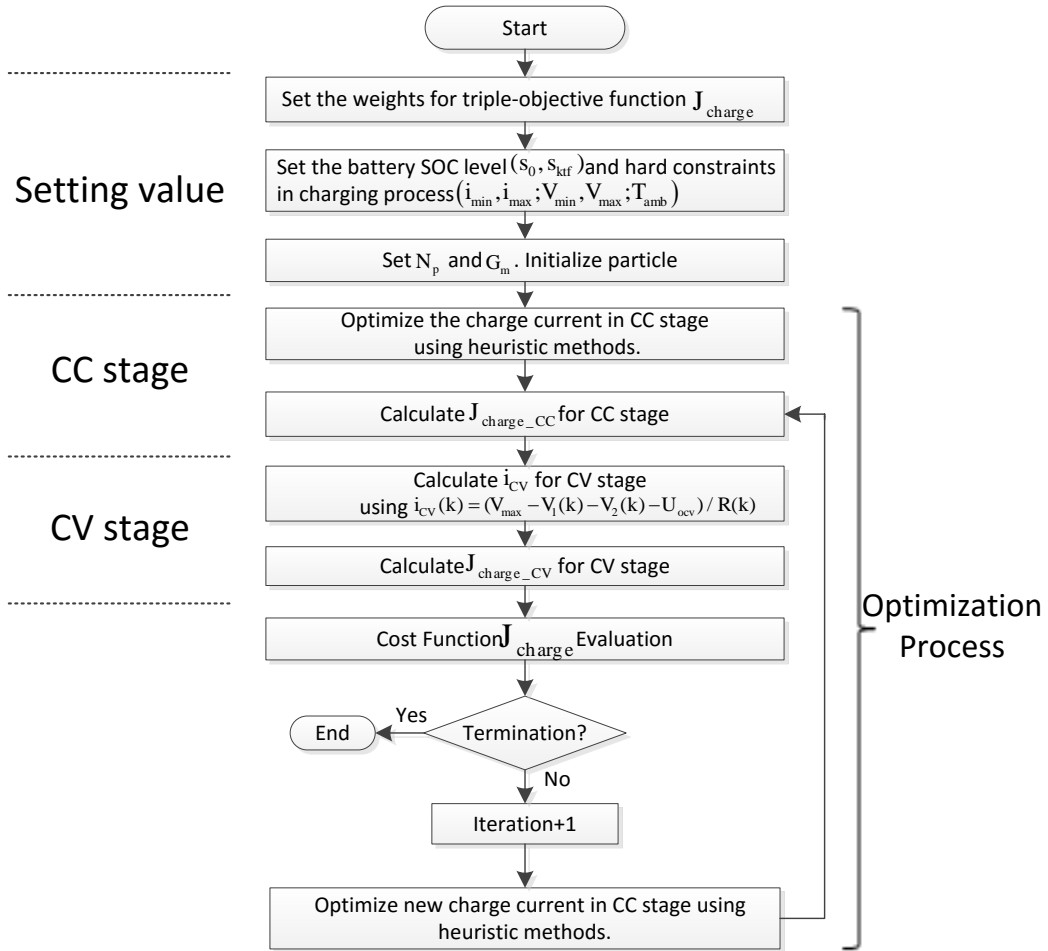 Start
Set the weights for triple-objective function J_charge
Setting value
Set the battery SOC level (s_0, s_ktf) and hard constraints
in charging process (i_min, i_max; V_min, V_max; T_amb)
Set N_p and G_m. Initialize particle
CC stage
Optimize the charge current in CC stage
using heuristic methods.
Calculate J_charge_CC for CC stage
CV stage
Calculate i_CV for CV stage
using i_CV(k) = (V_max − V_1(k) − V_2(k) − U_ocv) / R(k)
Calculate J_charge_CV for CV stage
Cost Function J_charge Evaluation
Optimization
Process
Termination?
Yes
End
No
Iteration+1
Optimize new charge current in CC stage using
heuristic methods.